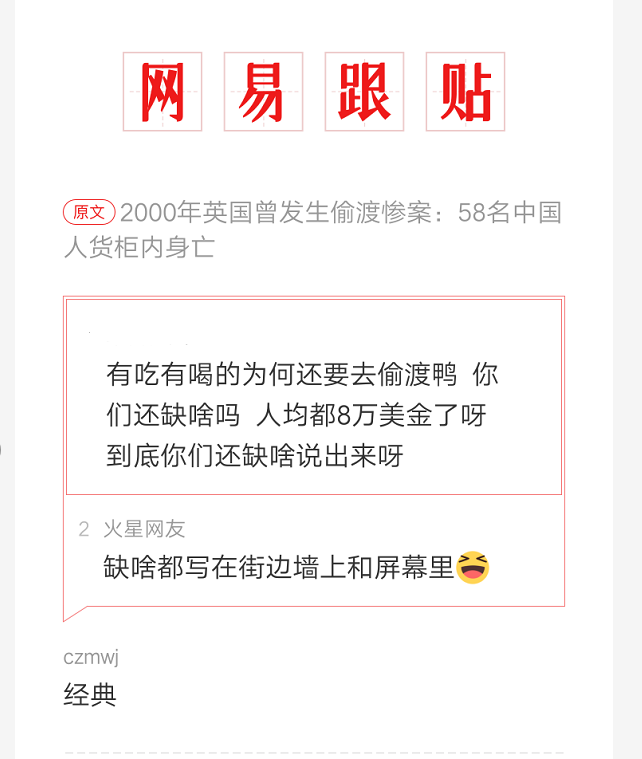 网易跟贴
原文 2000年英国曾发生偷渡惨案：58名中国
人货柜内身亡
有吃有喝的为何还要去偷渡鸭 你
们还缺啥吗 人均都8万美金了呀
到底你们还缺啥说出来呀
2 火星网友
缺啥都写在街边墙上和屏幕里😆
czmwj
经典